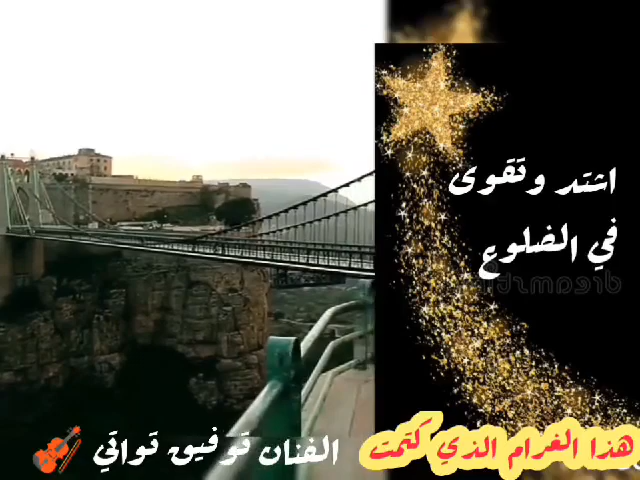 اشتد وتقوى
في الضلوع
هذا الغرام الذي كتمت
الفنان توفيق تواتي